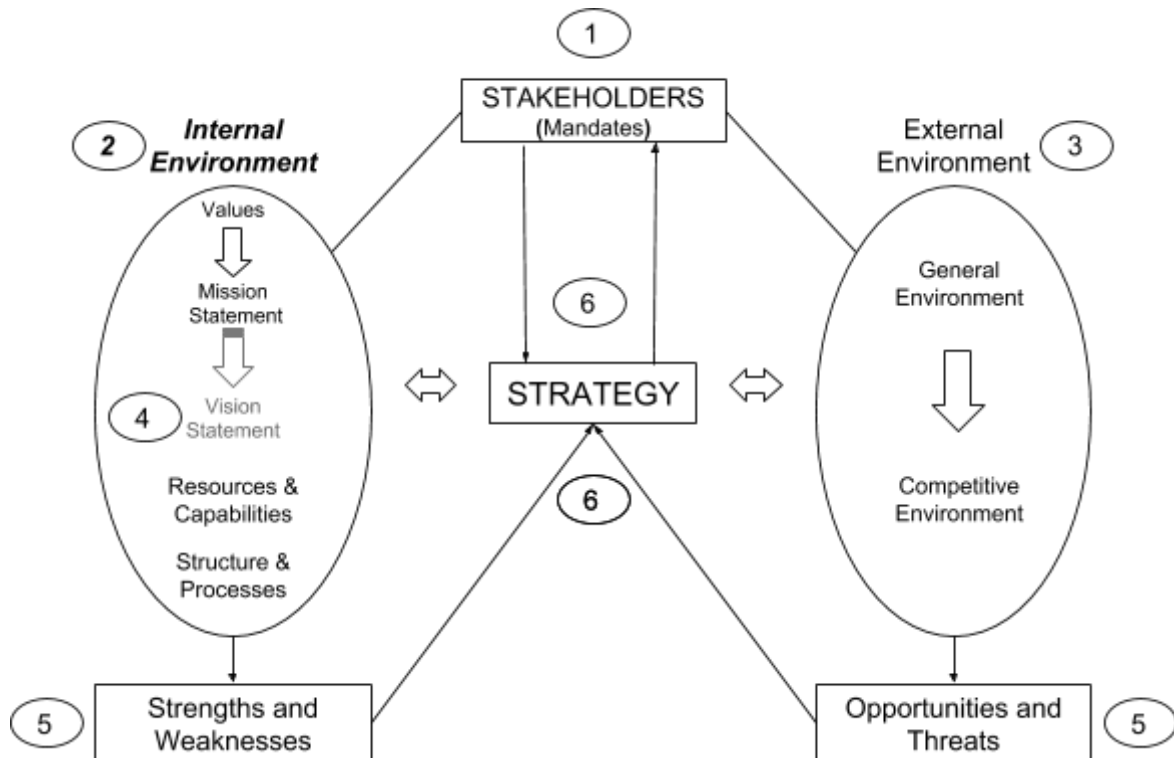 1
STAKEHOLDERS
(Mandates)
2
Internal
Environment
External
Environment
3
Values
Mission
Statement
4
Vision
Statement
Resources &
Capabilities
Structure &
Processes
6
STRATEGY
6
General
Environment
Competitive
Environment
5
Strengths and
Weaknesses
Opportunities and
Threats
5